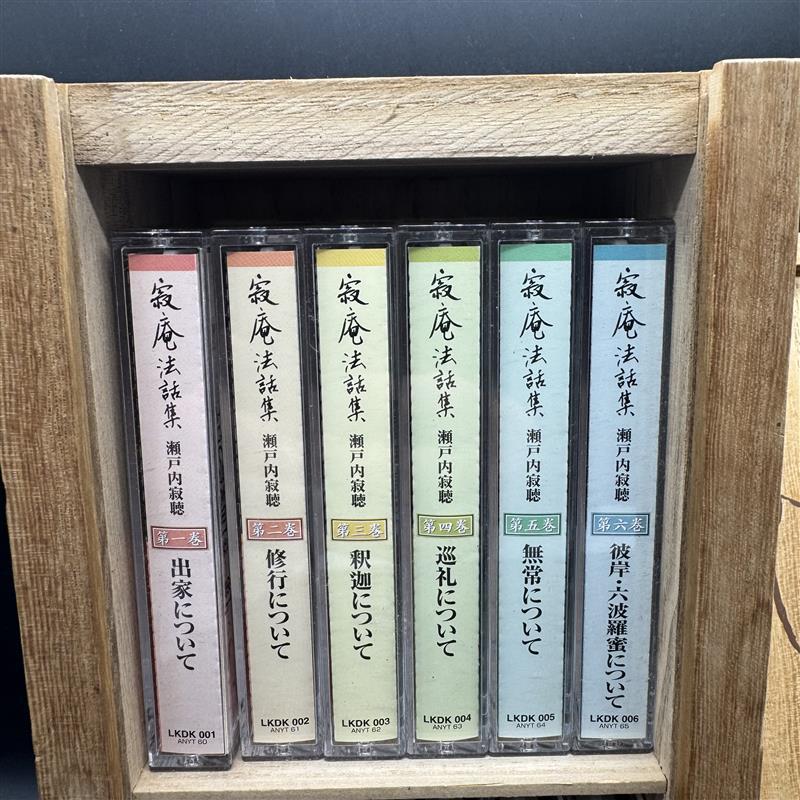 寂庵法話集
瀬戸内寂聴
第一巻
出家について
LKDK 001
ANYT 60
寂庵法話集
瀬戸内寂聴
第二巻
修行について
LKDK 002
ANYT 61
寂庵法話集
瀬戸内寂聴
第三巻
釈迦について
LKDK 003
ANYT 62
寂庵法話集
瀬戸内寂聴
第四巻
巡礼について
LKDK 004
ANYT 63
寂庵法話集
瀬戸内寂聴
第五巻
無常について
LKDK 005
ANYT 64
寂庵法話集
瀬戸内寂聴
第六巻
彼岸・六波羅蜜について
LKDK 006
ANYT 65